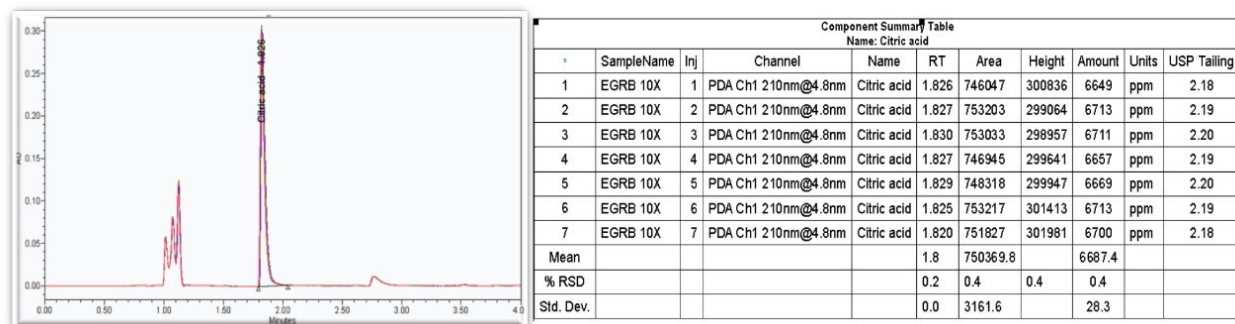 0.30
0.25
0.20
0.15
0.10
0.05
0.00
AU
Citric acid - 1.826
0.00 0.50 1.00 1.50 2.00 2.50 3.00 3.50 4.0
Minutes
Component Summary Table
Name: Citric acid
SampleName Inj Channel Name RT Area Height Amount Units USP Tailing
1 EGRB 10X 1 PDA Ch1 210nm@4.8nm Citric acid 1.826 746047 300836 6649 ppm 2.18
2 EGRB 10X 2 PDA Ch1 210nm@4.8nm Citric acid 1.827 753203 299064 6713 ppm 2.19
3 EGRB 10X 3 PDA Ch1 210nm@4.8nm Citric acid 1.830 753033 298957 6711 ppm 2.20
4 EGRB 10X 4 PDA Ch1 210nm@4.8nm Citric acid 1.827 746945 299641 6657 ppm 2.19
5 EGRB 10X 5 PDA Ch1 210nm@4.8nm Citric acid 1.829 748318 299947 6669 ppm 2.20
6 EGRB 10X 6 PDA Ch1 210nm@4.8nm Citric acid 1.825 753217 301413 6713 ppm 2.19
7 EGRB 10X 7 PDA Ch1 210nm@4.8nm Citric acid 1.820 751827 301981 6700 ppm 2.18
Mean 1.8 750369.8 6687.4
% RSD 0.2 0.4 0.4 0.4
Std. Dev. 0.0 3161.6 28.3